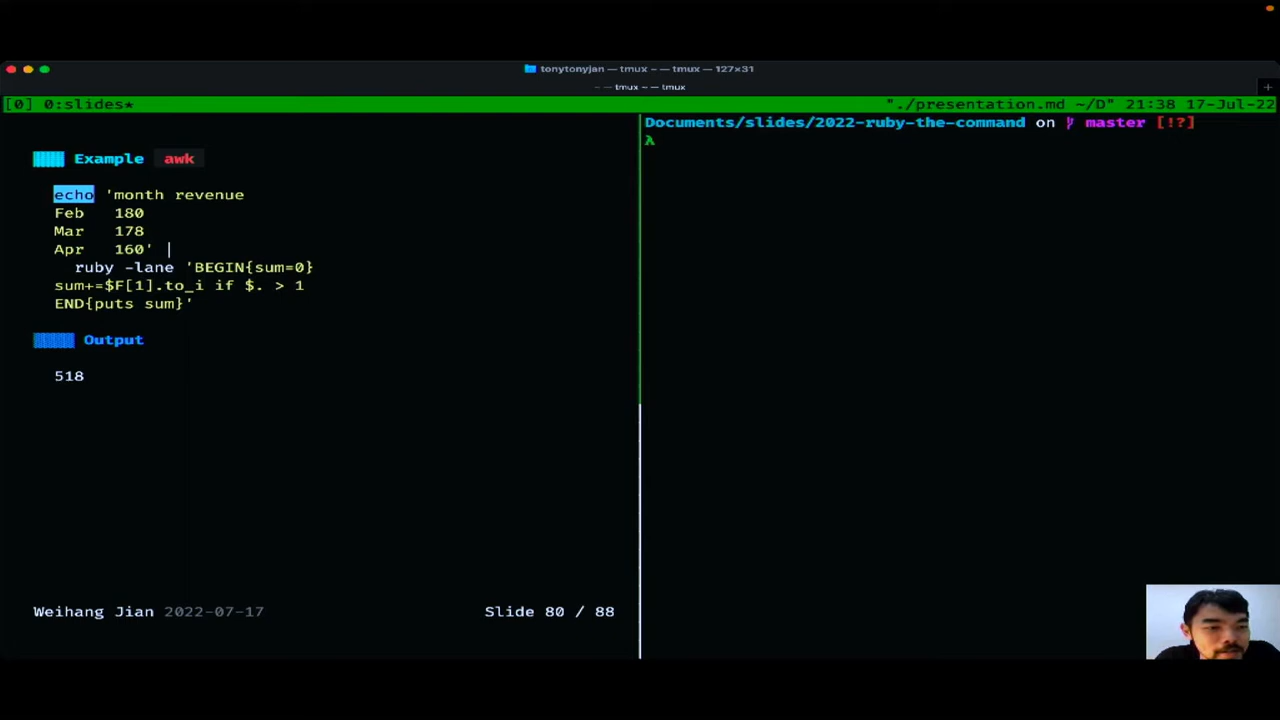 tonytonyjan — tmux - — tmux — 127×31
~ — tmux ~ — tmux
[0] 0:slides* "./presentation.md ~/D" 21:38 17-Jul-22
Example awk
echo 'month revenue
Feb 180
Mar 178
Apr 160' |
ruby -lane 'BEGIN{sum=0}
sum+=$F[1].to_i if $. > 1
END{puts sum}'
Output
518
Weihang Jian 2022-07-17 Slide 80 / 88
Documents/slides/2022-ruby-the-command on master [!?]
λ